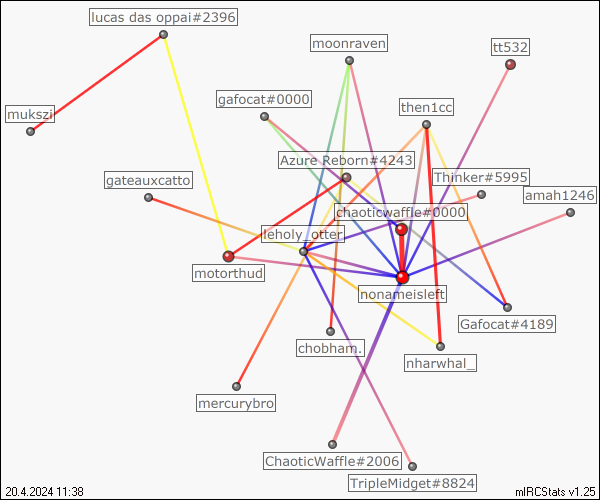 lucas das oppai#2396
moonraven
tt532
gafocat#0000
then1cc
mukszi
Azure Reborn#4243
gateauxcatto
Thinker#5995
amah1246
chaoticwaffle#0000
leholy_otter
motorthud
nonameisleft
Gafocat#4189
chobham.
nharwhal_
mercurybro
ChaoticWaffle#2006
TripleMidget#8824
20.4.2024 11:38
mIRCStats v1.25